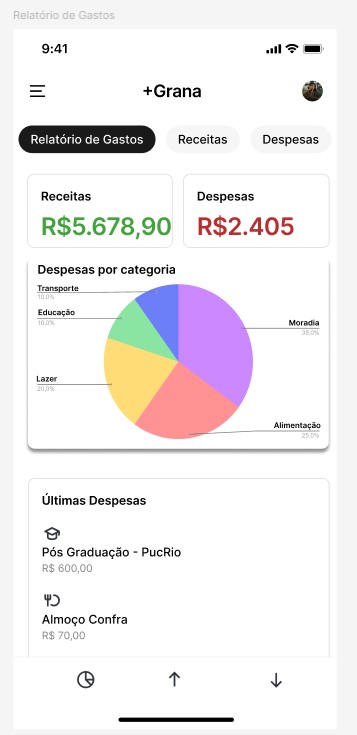 Relatório de Gastos
9:41
+Grana
Relatório de Gastos
Receitas
Despesas
Receitas
R$5.678,90
Despesas
R$2.405
Despesas por categoria
Transporte
10,0%
Educação
10,0%
Moradia
35,0%
Lazer
20,0%
Alimentação
25,0%
Últimas Despesas
Pós Graduação - PucRio
R$ 600,00
Almoço Confra
R$ 70,00